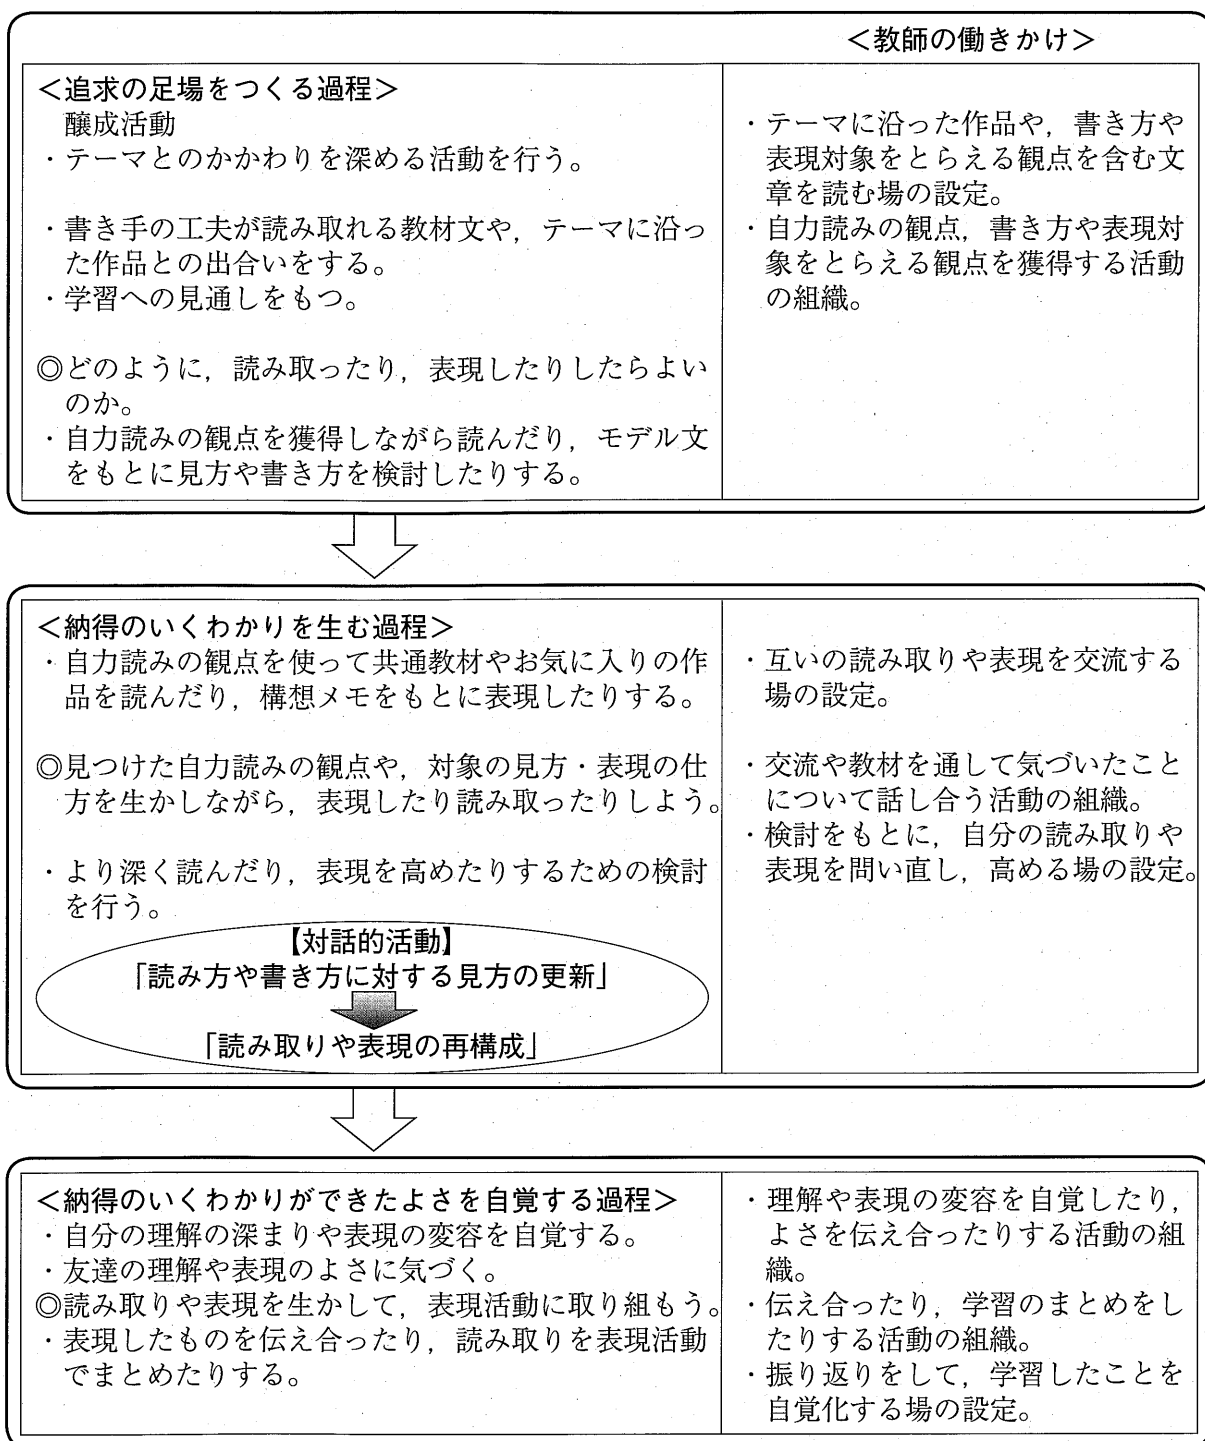 ＜教師の働きかけ＞
＜追求の足場をつくる過程＞
醸成活動
・テーマとのかかわりを深める活動を行う。
・書き手の工夫が読み取れる教材文や，テーマに沿っ
た作品との出合いをする。
・学習への見通しをもつ。
◎どのように，読み取ったり，表現したりしたらよい
のか。
・自力読みの観点を獲得しながら読んだり，モデル文
をもとに見方や書き方を検討したりする。
・テーマに沿った作品や，書き方や
表現対象をとらえる観点を含む文
章を読む場の設定。
・自力読みの観点，書き方や表現対
象をとらえる観点を獲得する活動
の組織。
＜納得のいくわかりを生む過程＞
・自力読みの観点を使って共通教材やお気に入りの作
品を読んだり，構想メモをもとに表現したりする。
◎見つけた自力読みの観点や，対象の見方・表現の仕
方を生かしながら，表現したり読み取ったりしよう。
・より深く読んだり，表現を高めたりするための検討
を行う。
【対話的活動】
「読み方や書き方に対する見方の更新」
「読み取りや表現の再構成」
・互いの読み取りや表現を交流する
場の設定。
・交流や教材を通して気づいたこと
について話し合う活動の組織。
・検討をもとに，自分の読み取りや
表現を問い直し，高める場の設定。
＜納得のいくわかりができたよさを自覚する過程＞
・自分の理解の深まりや表現の変容を自覚する。
・友達の理解や表現のよさに気づく。
◎読み取りや表現を生かして，表現活動に取り組もう。
・表現したものを伝え合ったり，読み取りを表現活動
でまとめたりする。
・理解や表現の変容を自覚したり，
よさを伝え合ったりする活動の組
織。
・伝え合ったり，学習のまとめをし
たりする活動の組織。
・振り返りをして，学習したことを
自覚化する場の設定。